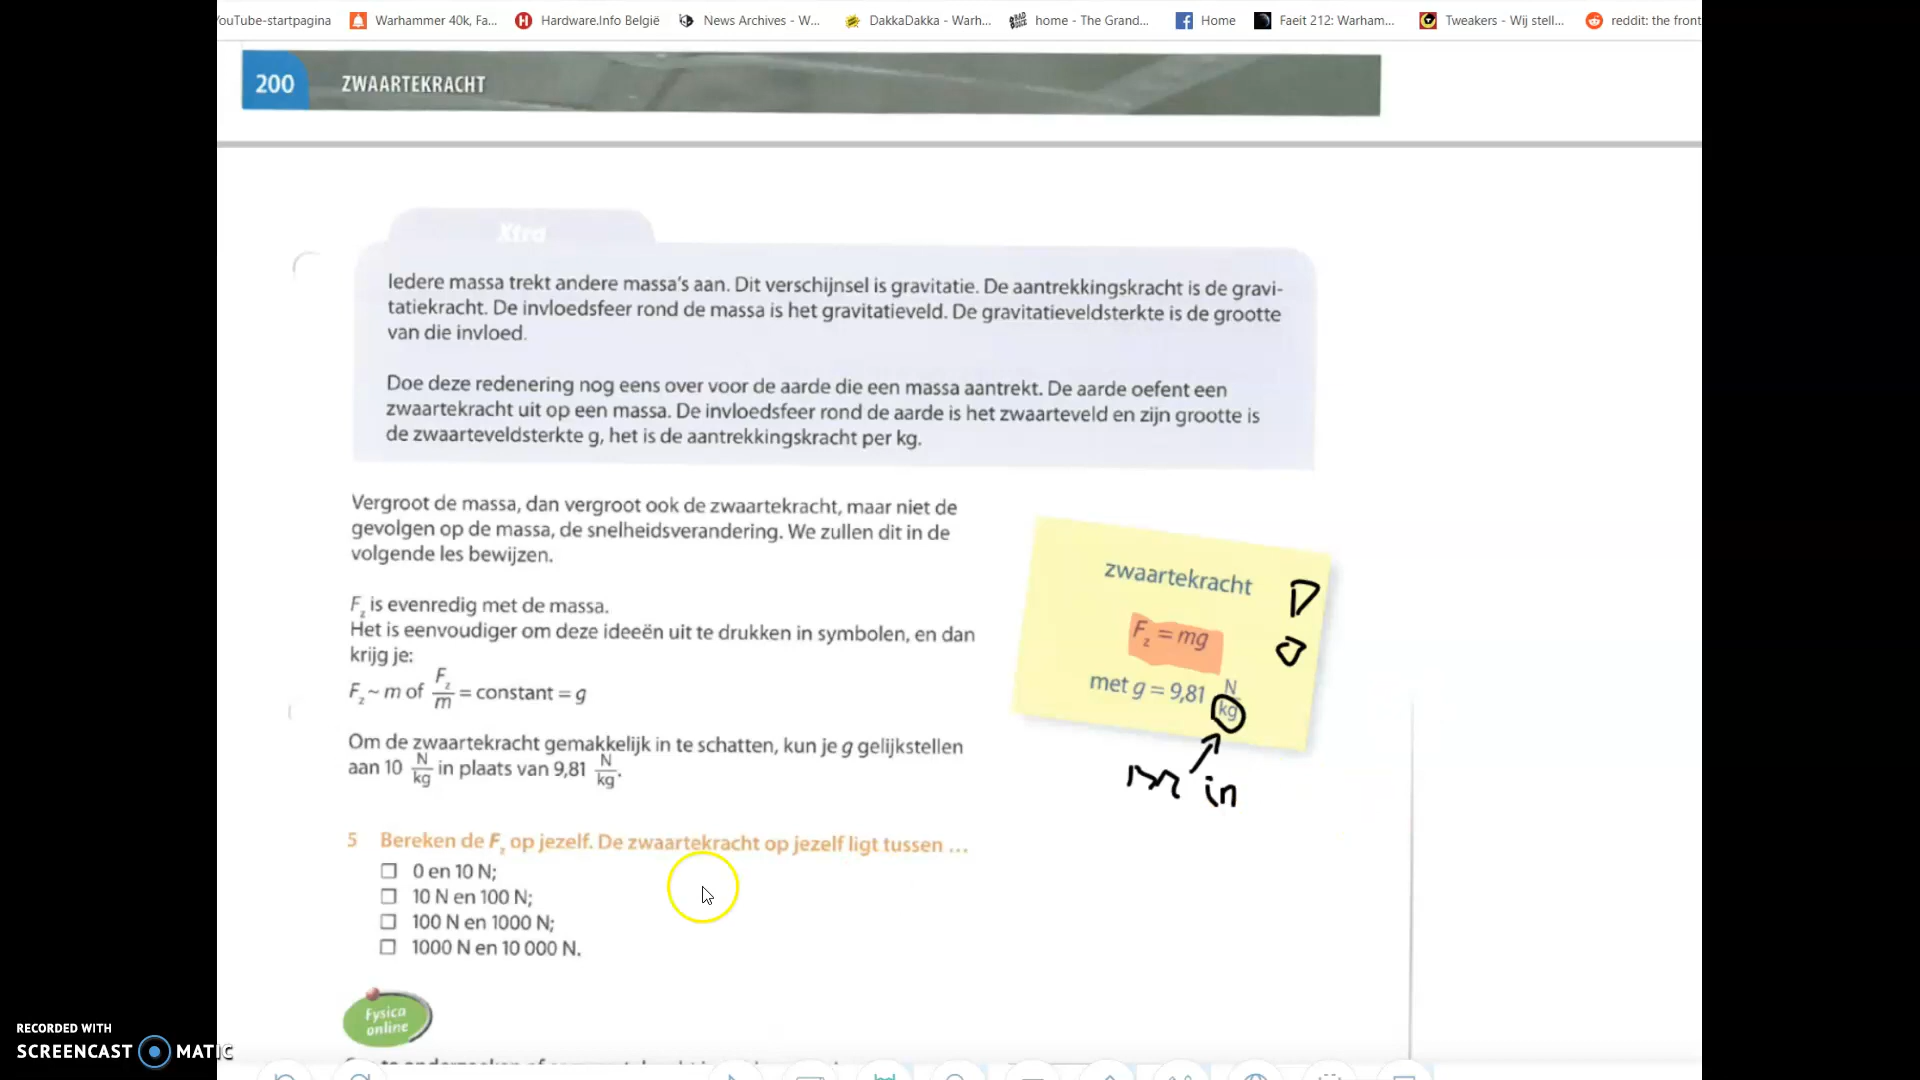 YouTube-startpagina Warhammer 40k, Fa... Hardware.Info België News Archives - W... DakkaDakka - Warh... home - The Grand... Home Faeit 212: Warham... Tweakers - Wij stell... reddit: the front
200 ZWAARTEKRACHT
Xtra
Iedere massa trekt andere massa's aan. Dit verschijnsel is gravitatie. De aantrekkingskracht is de gravi-
tatiekracht. De invloedsfeer rond de massa is het gravitatieveld. De gravitatieveldsterkte is de grootte
van die invloed.
Doe deze redenering nog eens over voor de aarde die een massa aantrekt. De aarde oefent een
zwaartekracht uit op een massa. De invloedsfeer rond de aarde is het zwaarteveld en zijn grootte is
de zwaarteveldsterkte g, het is de aantrekkingskracht per kg.
Vergroot de massa, dan vergroot ook de zwaartekracht, maar niet de
gevolgen op de massa, de snelheidsverandering. We zullen dit in de
volgende les bewijzen.
Fz is evenredig met de massa.
Het is eenvoudiger om deze ideeën uit te drukken in symbolen, en dan
krijg je:
Fz ~ m of Fz/m = constant = g
Om de zwaartekracht gemakkelijk in te schatten, kun je g gelijkstellen
aan 10 N/kg in plaats van 9,81 N/kg.
zwaartekracht
Fz = mg
met g = 9,81 N/kg
m in
5 Bereken de Fz op jezelf. De zwaartekracht op jezelf ligt tussen ...
☐ 0 en 10 N;
☐ 10 N en 100 N;
☐ 100 N en 1000 N;
☐ 1000 N en 10 000 N.
Fysica
online
RECORDED WITH
SCREENCAST MATIC